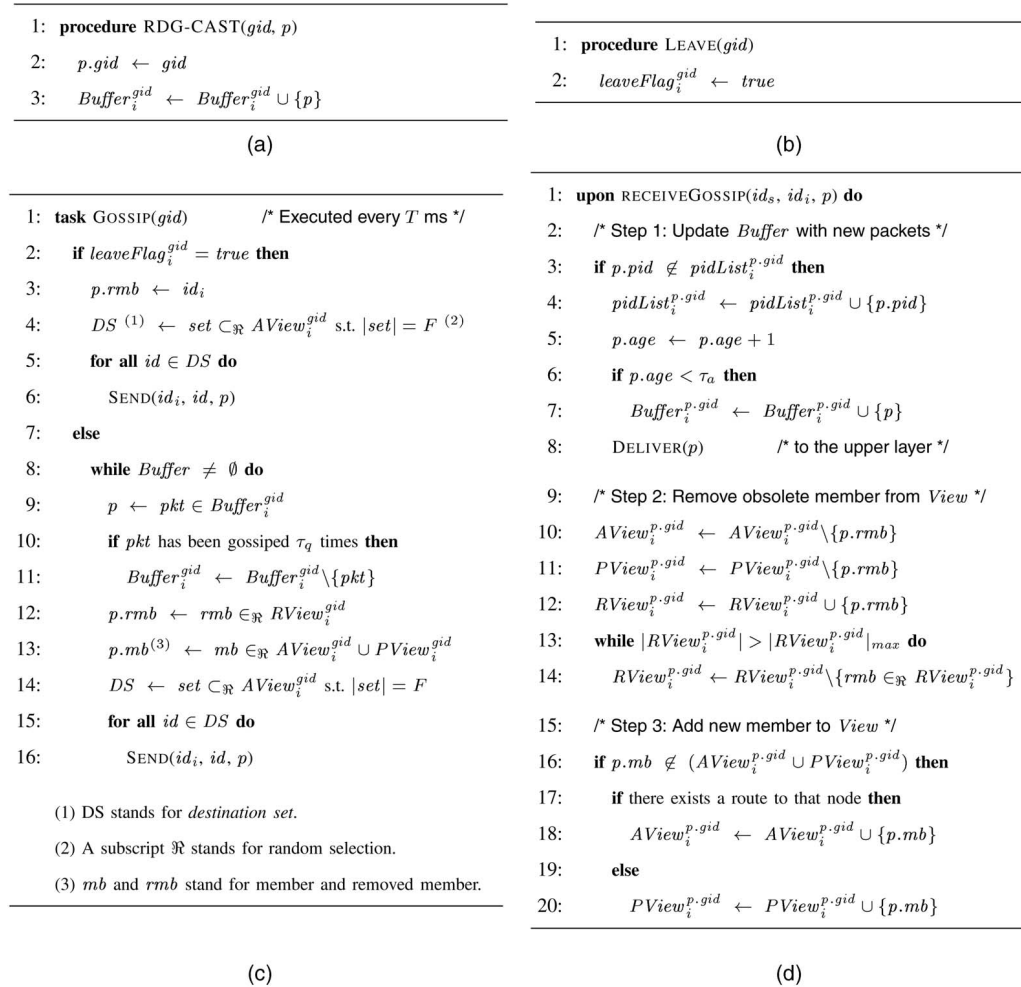 1: procedure RDG-CAST(gid, p)
2: p.gid ← gid
3: Buffer_i^gid ← Buffer_i^gid ∪ {p}
(a)
1: procedure LEAVE(gid)
2: leaveFlag_i^gid ← true
(b)
1: task GOSSIP(gid) /* Executed every T ms */
2: if leaveFlag_i^gid = true then
3: p.rmb ← id_i
4: DS (1) ← set ⊂_ℜ AView_i^gid s.t. |set| = F (2)
5: for all id ∈ DS do
6: SEND(id_i, id, p)
7: else
8: while Buffer ≠ ∅ do
9: p ← pkt ∈ Buffer_i^gid
10: if pkt has been gossiped τ_q times then
11: Buffer_i^gid ← Buffer_i^gid\{pkt}
12: p.rmb ← rmb ∈_ℜ RView_i^gid
13: p.mb(3) ← mb ∈_ℜ AView_i^gid ∪ PView_i^gid
14: DS ← set ⊂_ℜ AView_i^gid s.t. |set| = F
15: for all id ∈ DS do
16: SEND(id_i, id, p)
(1) DS stands for destination set.
(2) A subscript ℜ stands for random selection.
(3) mb and rmb stand for member and removed member.
(c)
1: upon RECEIVEGOSSIP(id_s, id_i, p) do
2: /* Step 1: Update Buffer with new packets */
3: if p.pid ∉ pidList_i^p.gid then
4: pidList_i^p.gid ← pidList_i^p.gid ∪ {p.pid}
5: p.age ← p.age + 1
6: if p.age < τ_a then
7: Buffer_i^p.gid ← Buffer_i^p.gid ∪ {p}
8: DELIVER(p) /* to the upper layer */
9: /* Step 2: Remove obsolete member from View */
10: AView_i^p.gid ← AView_i^p.gid\{p.rmb}
11: PView_i^p.gid ← PView_i^p.gid\{p.rmb}
12: RView_i^p.gid ← RView_i^p.gid ∪ {p.rmb}
13: while |RView_i^p.gid| > |RView_i^p.gid|_max do
14: RView_i^p.gid ← RView_i^p.gid\{rmb ∈_ℜ RView_i^p.gid}
15: /* Step 3: Add new member to View */
16: if p.mb ∉ (AView_i^p.gid ∪ PView_i^p.gid) then
17: if there exists a route to that node then
18: AView_i^p.gid ← AView_i^p.gid ∪ {p.mb}
19: else
20: PView_i^p.gid ← PView_i^p.gid ∪ {p.mb}
(d)